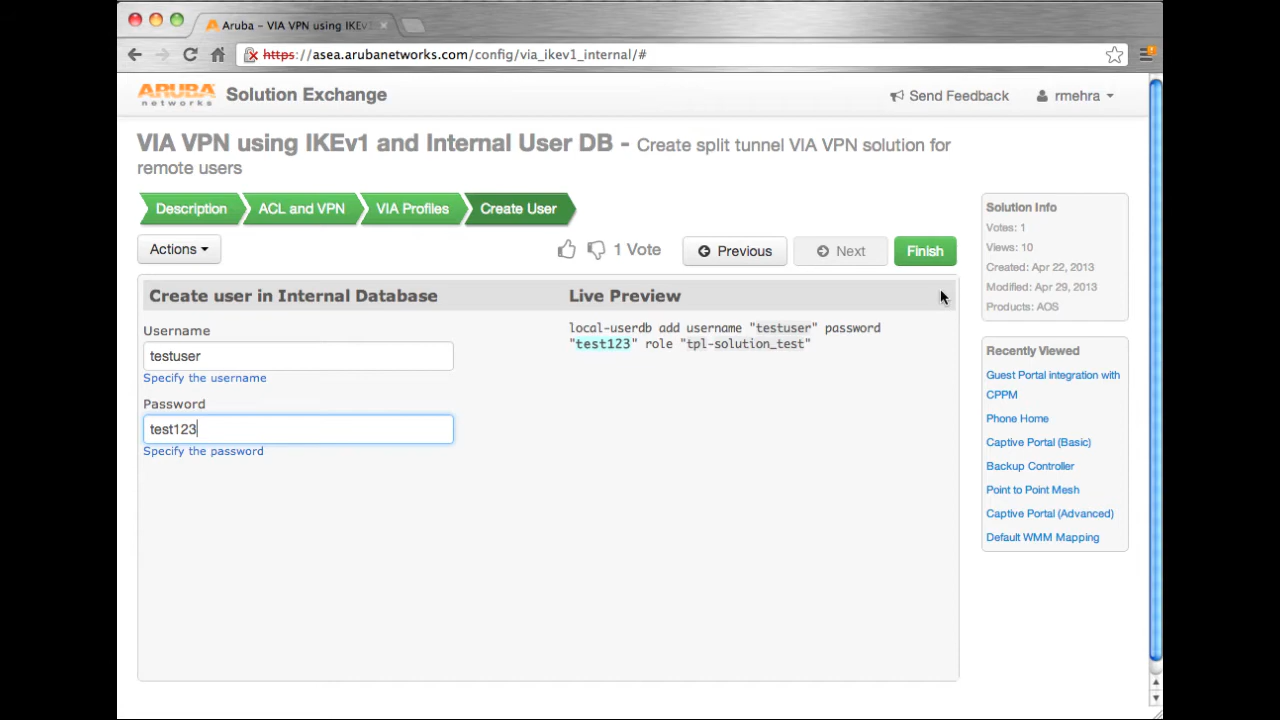 Aruba – VIA VPN using IKEv1
https://asea.arubanetworks.com/config/via_ikev1_internal/#
ARUBA
networks
Solution Exchange
Send Feedback
rmehra
VIA VPN using IKEv1 and Internal User DB - Create split tunnel VIA VPN solution for
remote users
Description
ACL and VPN
VIA Profiles
Create User
Actions
1 Vote
Previous
Next
Finish
Create user in Internal Database
Username
testuser
Specify the username
Password
test123
Specify the password
Live Preview
local-userdb add username "testuser" password
"test123" role "tpl-solution_test"
Solution Info
Votes: 1
Views: 10
Created: Apr 22, 2013
Modified: Apr 29, 2013
Products: AOS
Recently Viewed
Guest Portal integration with
CPPM
Phone Home
Captive Portal (Basic)
Backup Controller
Point to Point Mesh
Captive Portal (Advanced)
Default WMM Mapping